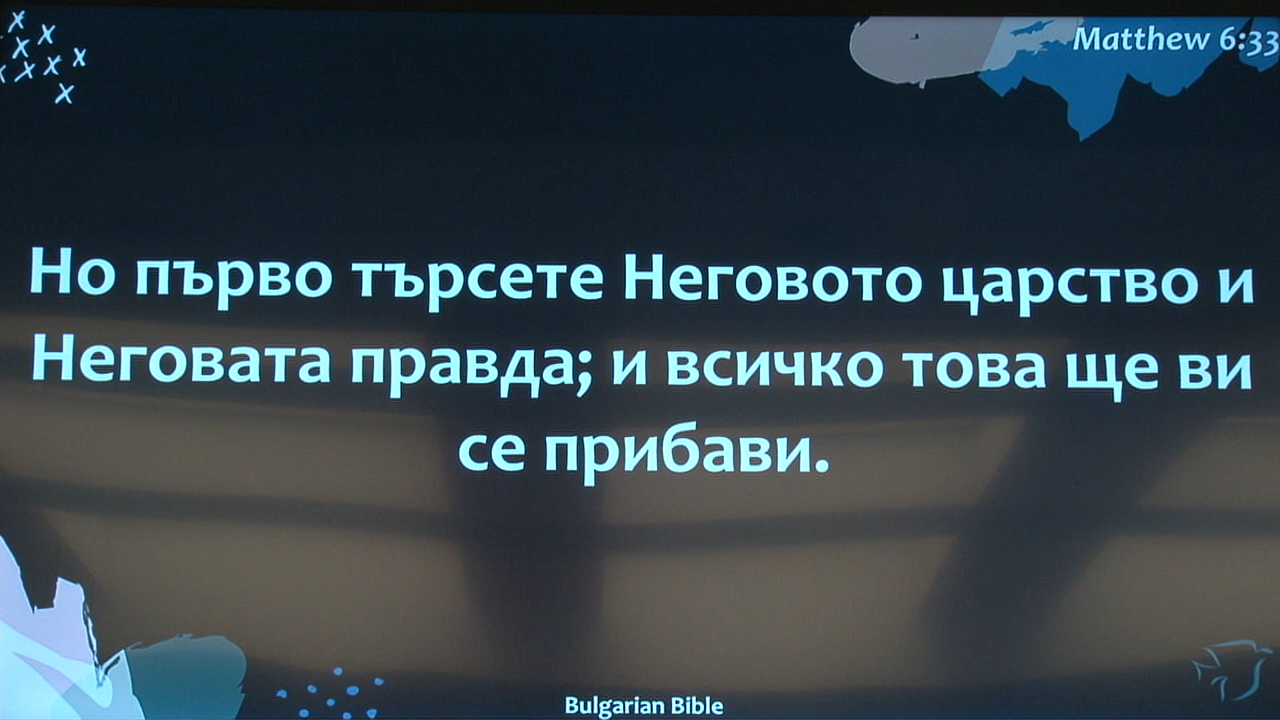 Matthew 6:33
Но първо търсете Неговото царство и
Неговата правда; и всичко това ще ви
се прибави.
Bulgarian Bible